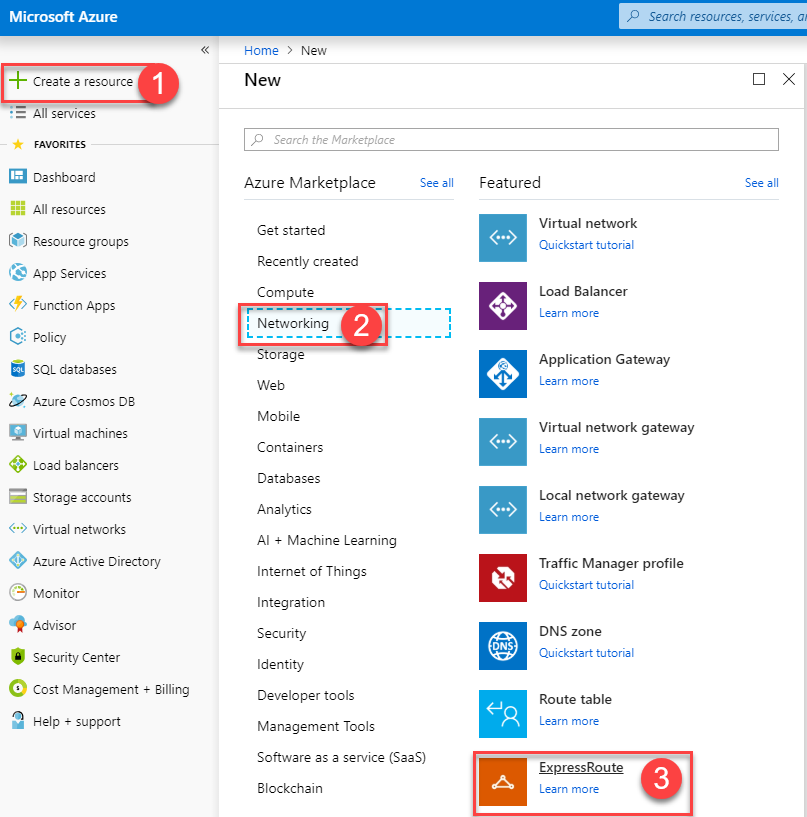 Microsoft Azure
Search resources, services, an
«
Create a resource
1
All services
FAVORITES
Dashboard
All resources
Resource groups
App Services
Function Apps
Policy
SQL databases
Azure Cosmos DB
Virtual machines
Load balancers
Storage accounts
Virtual networks
Azure Active Directory
Monitor
Advisor
Security Center
Cost Management + Billing
Help + support
Home > New
New
Search the Marketplace
Azure Marketplace See all
Get started
Recently created
Compute
Networking
2
Storage
Web
Mobile
Containers
Databases
Analytics
AI + Machine Learning
Internet of Things
Integration
Security
Identity
Developer tools
Management Tools
Software as a service (SaaS)
Blockchain
Featured See all
Virtual network
Quickstart tutorial
Load Balancer
Learn more
Application Gateway
Learn more
Virtual network gateway
Learn more
Local network gateway
Learn more
Traffic Manager profile
Quickstart tutorial
DNS
DNS zone
Quickstart tutorial
Route table
Learn more
ExpressRoute
Learn more
3